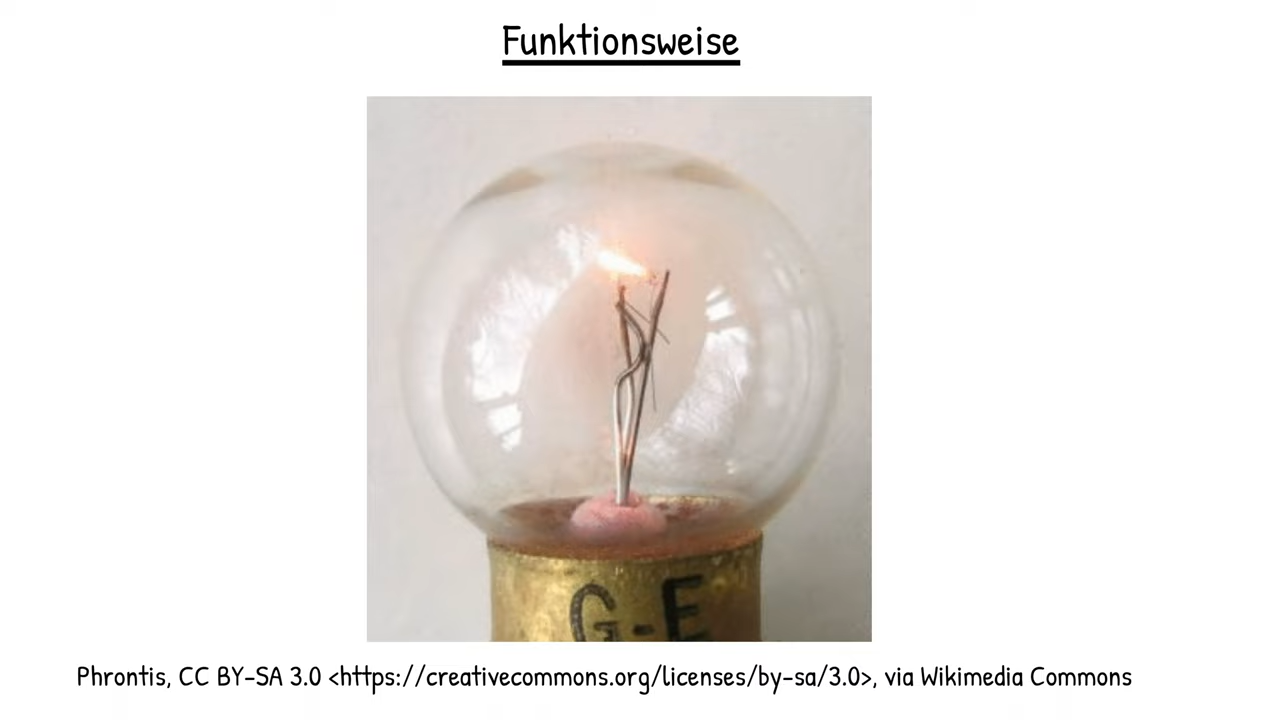 Funktionsweise
G-E
Phrontis, CC BY-SA 3.0 <https://creativecommons.org/licenses/by-sa/3.0>, via Wikimedia Commons